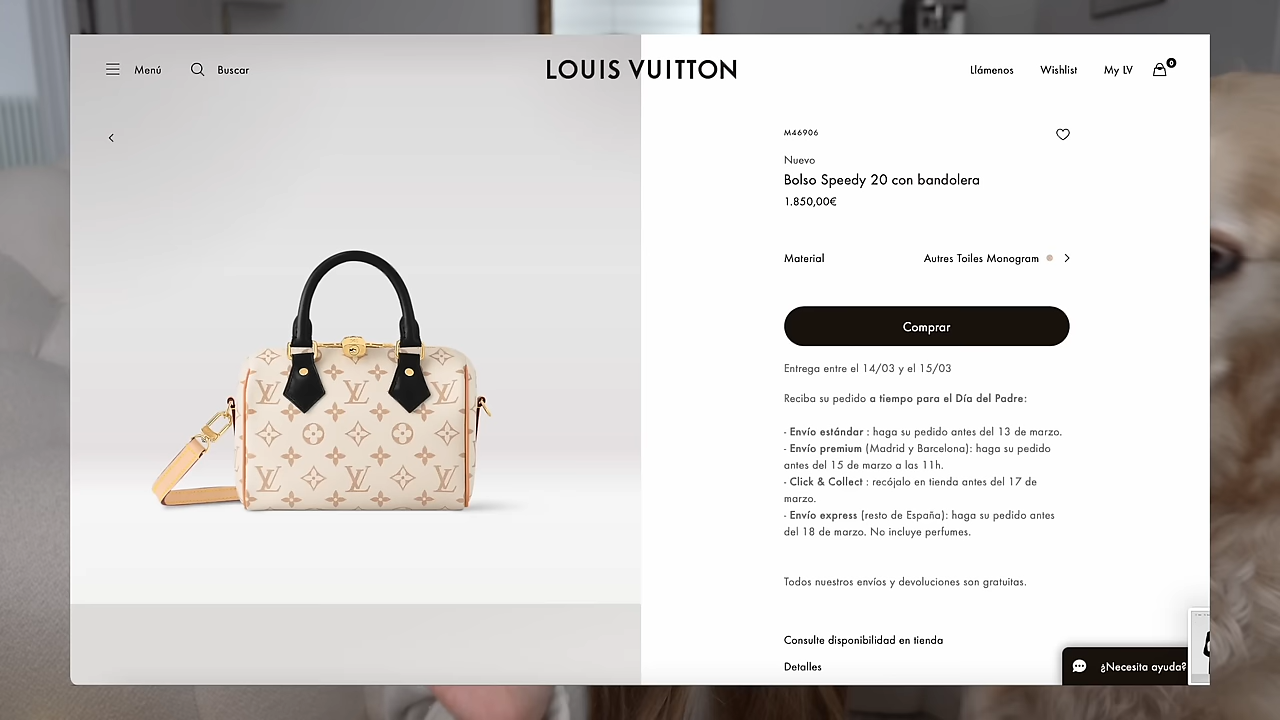 Menú
Buscar
LOUIS VUITTON
Llámenos
Wishlist
My LV
0
M46906
Nuevo
Bolso Speedy 20 con bandolera
1.850,00€
Material
Autres Toiles Monogram
Comprar
Entrega entre el 14/03 y el 15/03
Reciba su pedido a tiempo para el Día del Padre:
- Envío estándar : haga su pedido antes del 13 de marzo.
- Envío premium (Madrid y Barcelona): haga su pedido
antes del 15 de marzo a las 11h.
- Click & Collect : recójalo en tienda antes del 17 de
marzo.
- Envío express (resto de España): haga su pedido antes
del 18 de marzo. No incluye perfumes.
Todos nuestros envíos y devoluciones son gratuitas.
Consulte disponibilidad en tienda
Detalles
¿Necesita ayuda?